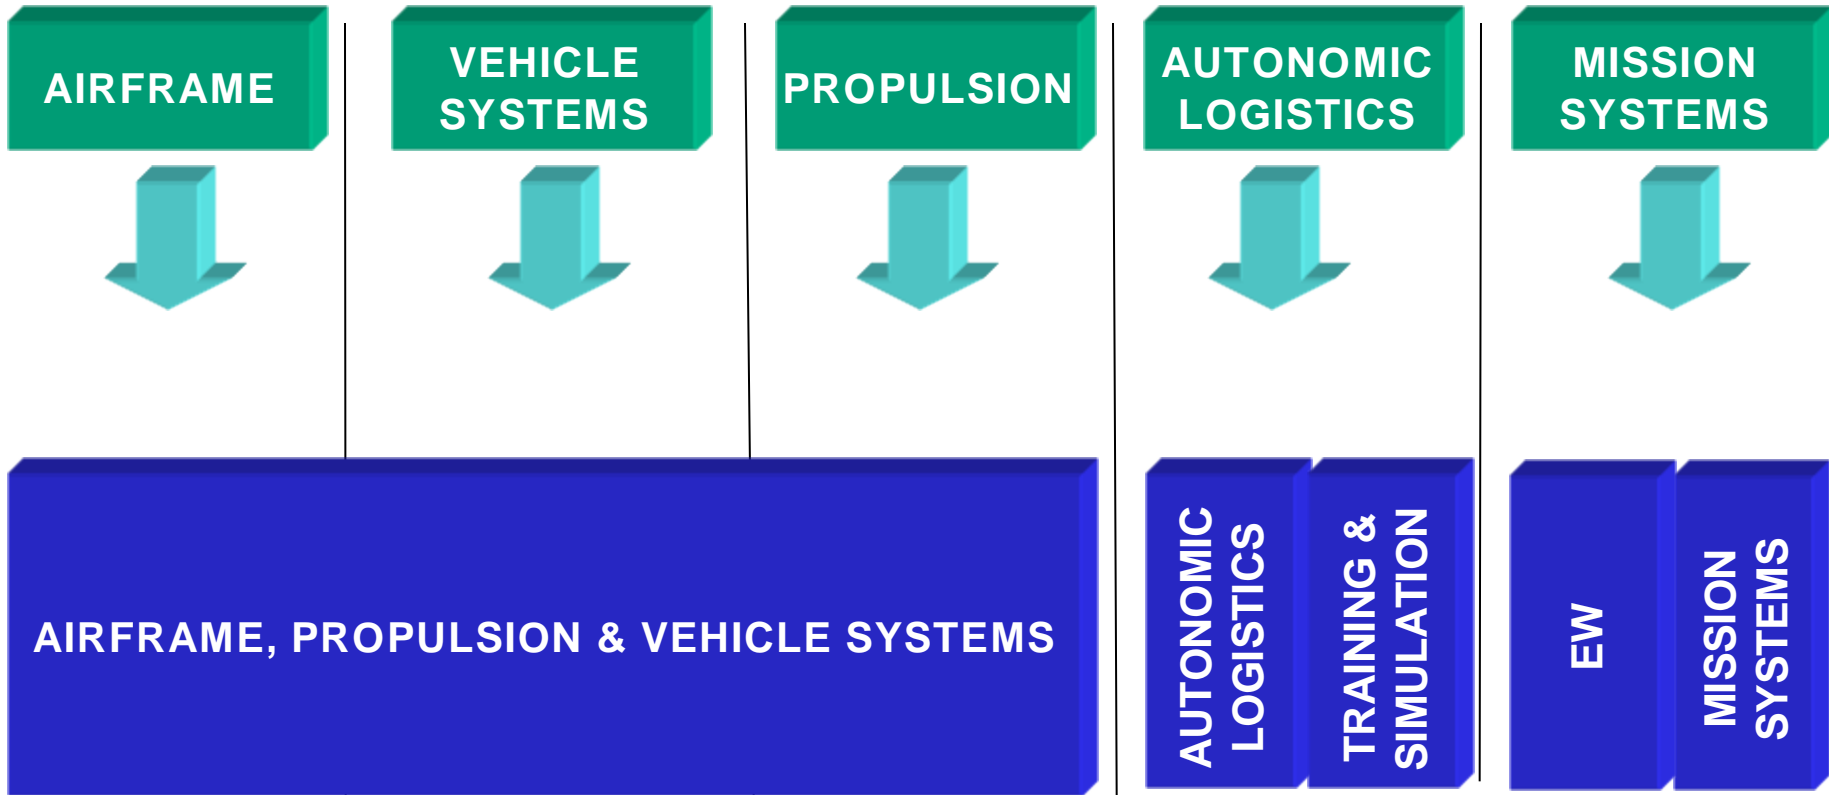 AIRFRAME
VEHICLE
SYSTEMS
PROPULSION
AUTONOMIC
LOGISTICS
MISSION
SYSTEMS
AIRFRAME, PROPULSION & VEHICLE SYSTEMS
AUTONOMIC
LOGISTICS
TRAINING &
SIMULATION
EW
MISSION
SYSTEMS